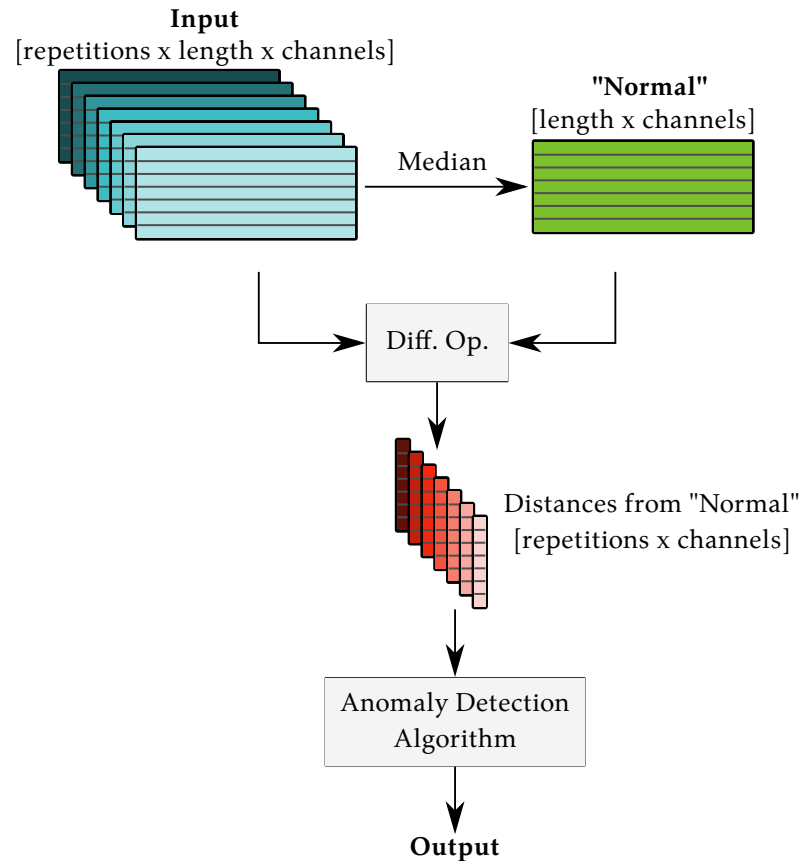 Input
[repetitions x length x channels]
"Normal"
[length x channels]
Median
Diff. Op.
Distances from "Normal"
[repetitions x channels]
Anomaly Detection
Algorithm
Output